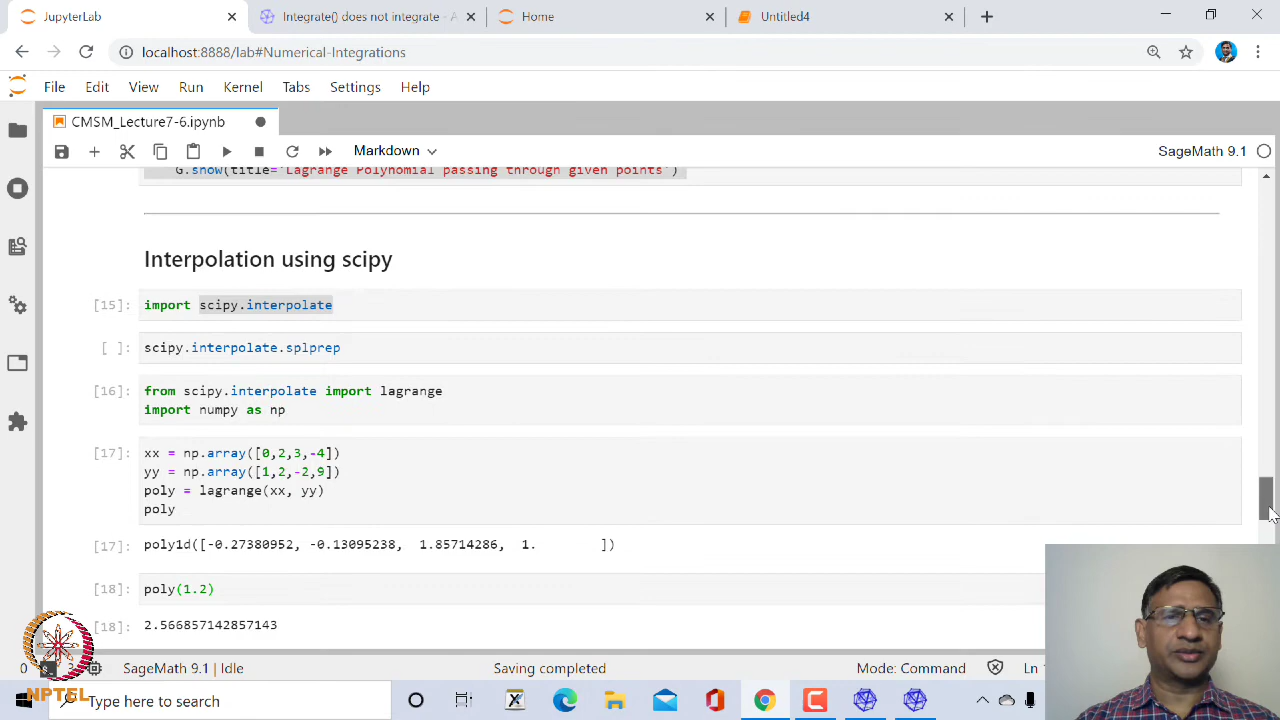 JupyterLab
Integrate() does not integrate - A
Home
Untitled4
localhost:8888/lab#Numerical-Integrations
File Edit View Run Kernel Tabs Settings Help
CMSM_Lecture7-6.ipynb
Markdown
SageMath 9.1
G.show(title='Lagrange Polynomial passing through given points')
Interpolation using scipy
[15]: import scipy.interpolate
[ ]: scipy.interpolate.splprep
[16]: from scipy.interpolate import lagrange
import numpy as np
[17]: xx = np.array([0,2,3,-4])
yy = np.array([1,2,-2,9])
poly = lagrange(xx, yy)
poly
[17]: poly1d([-0.27380952, -0.13095238, 1.85714286, 1. ])
[18]: poly(1.2)
[18]: 2.566857142857143
0
SageMath 9.1 | Idle
Saving completed
Mode: Command
Ln 1
NPTEL
Type here to search